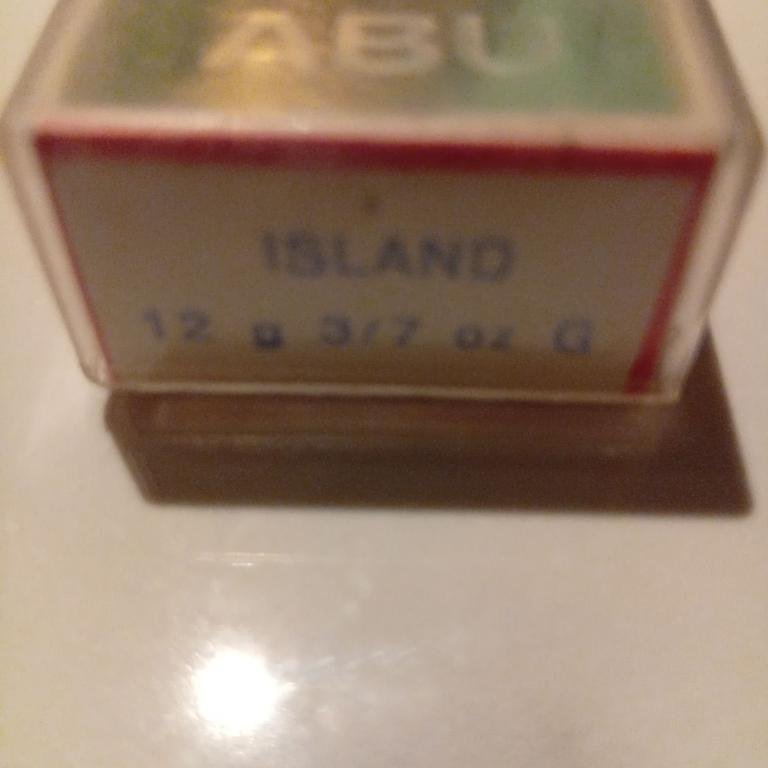 ABU
ISLAND
12 g 3/7 oz G